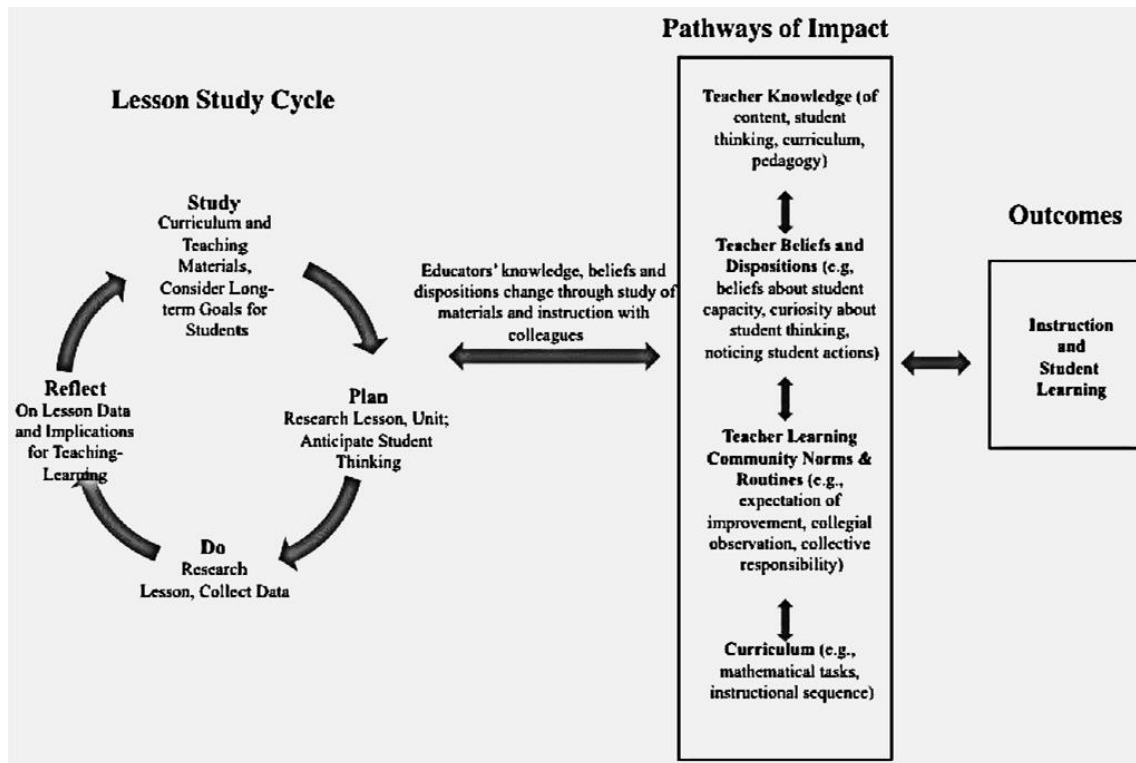 Pathways of Impact
Lesson Study Cycle
Study
Curriculum and
Teaching
Materials,
Consider Long-
term Goals for
Students
Plan
Research Lesson, Unit;
Anticipate Student
Thinking
Do
Research
Lesson, Collect Data
Reflect
On Lesson Data
and Implications
for Teaching-
Learning
Educators' knowledge, beliefs and
dispositions change through study of
materials and instruction with
colleagues
Teacher Knowledge (of
content, student
thinking, curriculum,
pedagogy)
Teacher Beliefs and
Dispositions (e.g,
beliefs about student
capacity, curiosity about
student thinking,
noticing student actions)
Teacher Learning
Community Norms &
Routines (e.g.,
expectation of
improvement, collegial
observation, collective
responsibility)
Curriculum (e.g.,
mathematical tasks,
instructional sequence)
Outcomes
Instruction
and
Student
Learning